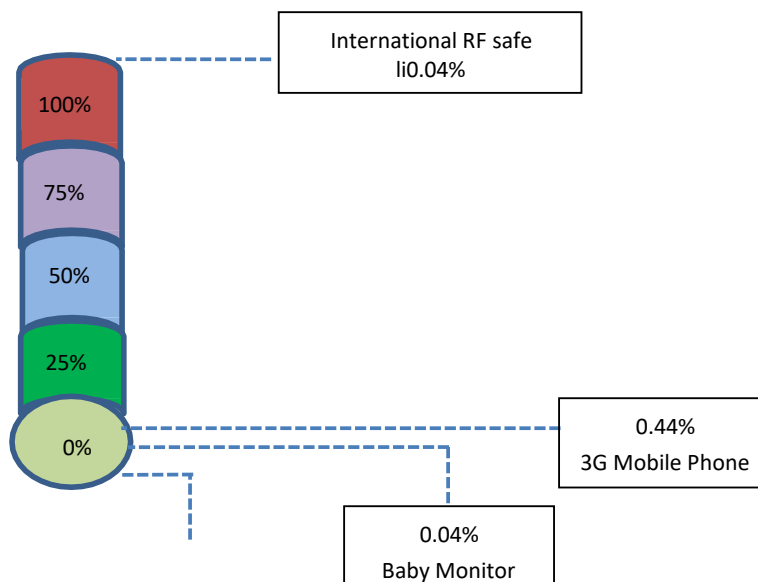 International RF safe
li0.04%
100%
75%
50%
25%
0%
0.44%
3G Mobile Phone
0.04%
Baby Monitor